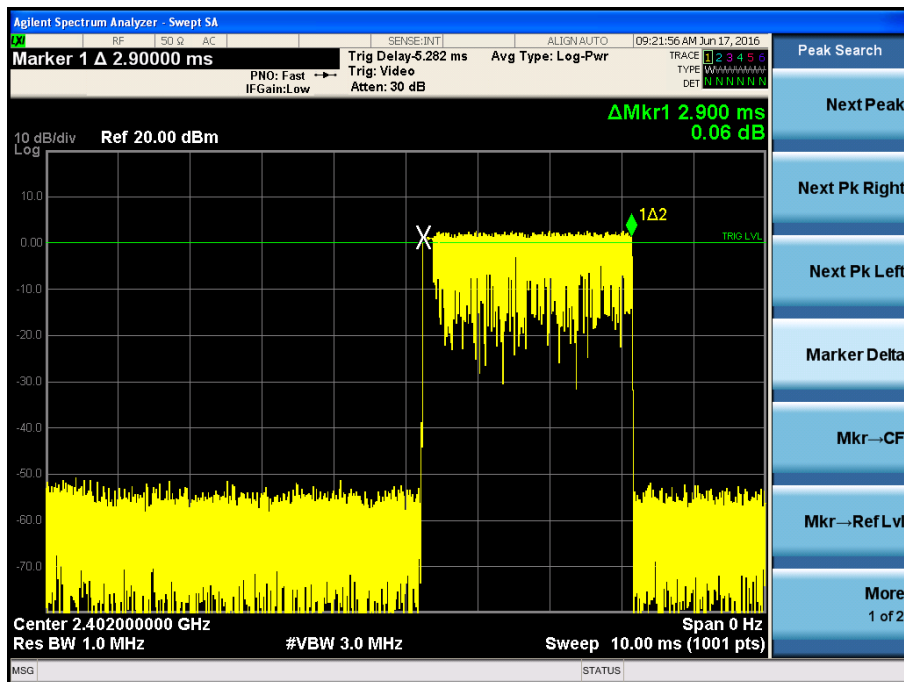 Agilent Spectrum Analyzer - Swept SA
LXI RF 50 Ω AC SENSE:INT ALIGN AUTO 09:21:56 AM Jun 17, 2016
Marker 1 Δ 2.90000 ms
PNO: Fast
IFGain:Low
Trig Delay-5.282 ms
Trig: Video
Atten: 30 dB
Avg Type: Log-Pwr
TRACE 1 2 3 4 5 6
TYPE WWWWWW
DET N N N N N N
ΔMkr1 2.900 ms
0.06 dB
10 dB/div
Log
Ref 20.00 dBm
10.0
0.00
-10.0
-20.0
-30.0
-40.0
-50.0
-60.0
-70.0
1Δ2
TRIG LVL
Center 2.402000000 GHz
Span 0 Hz
Res BW 1.0 MHz
#VBW 3.0 MHz
Sweep 10.00 ms (1001 pts)
MSG
STATUS
Peak Search
Next Peak
Next Pk Right
Next Pk Left
Marker Delta
Mkr→CF
Mkr→Ref Lvl
More
1 of 2